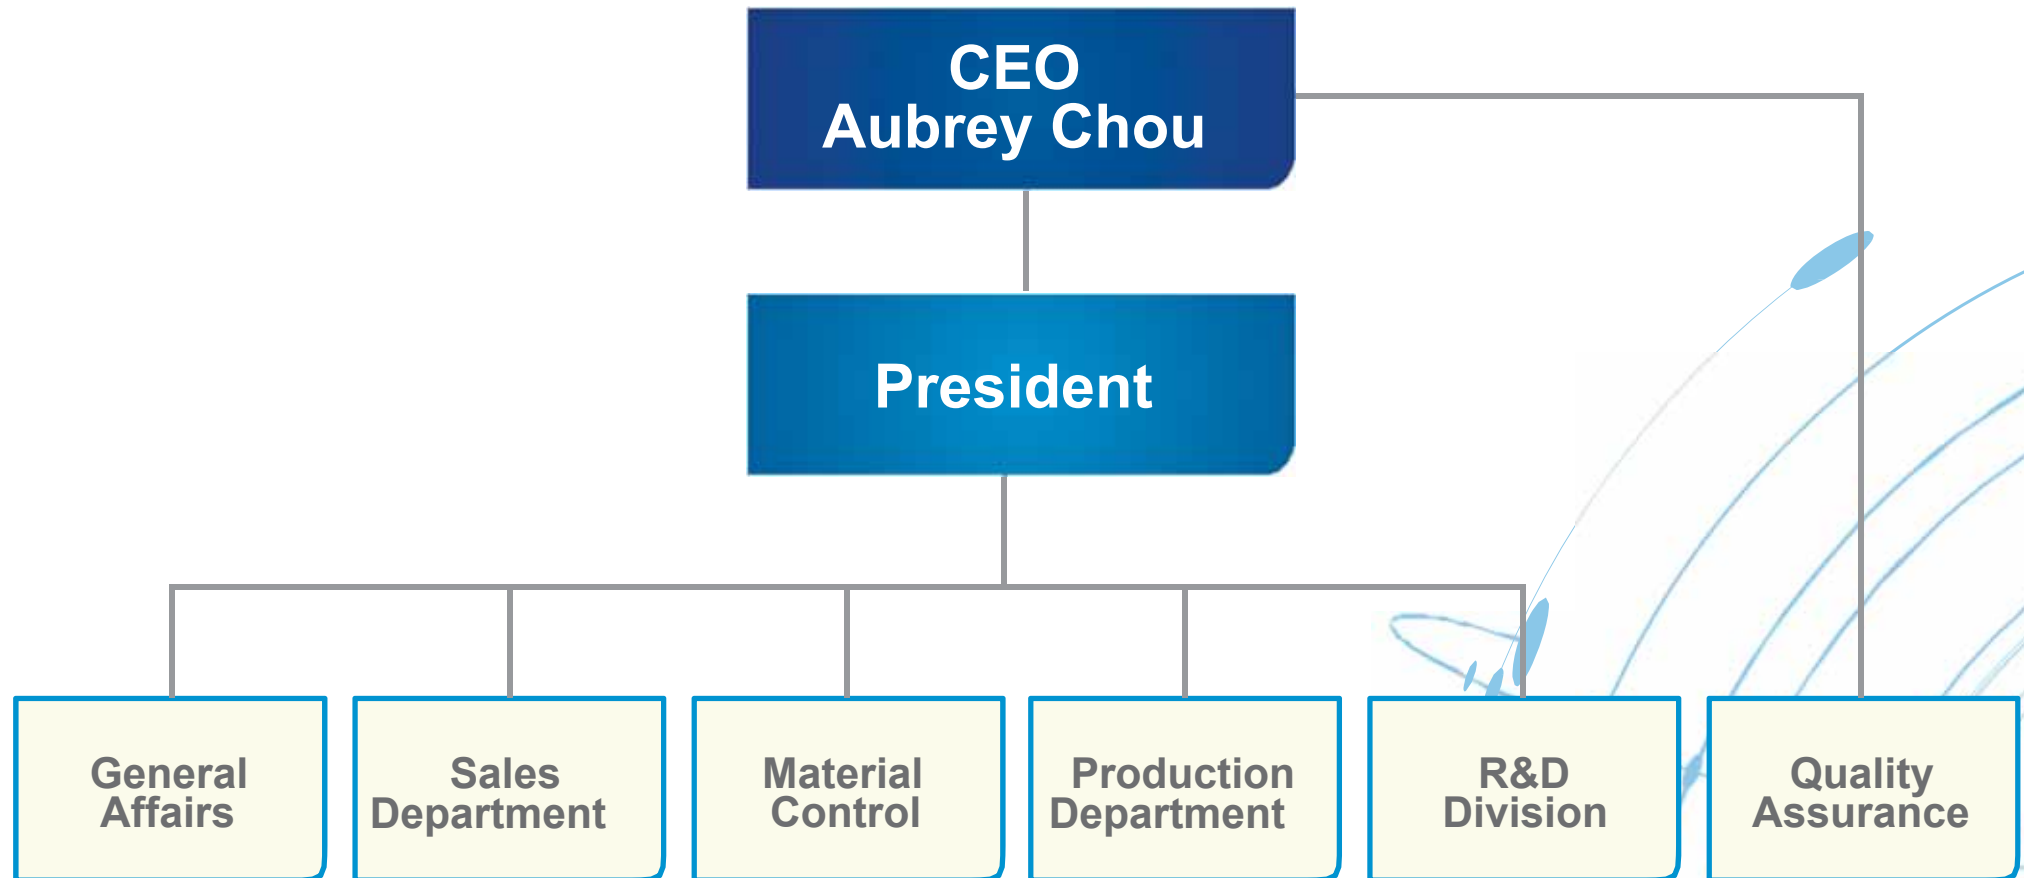 CEO
Aubrey Chou
President
General
Affairs
Sales
Department
Material
Control
Production
Department
R&D
Division
Quality
Assurance